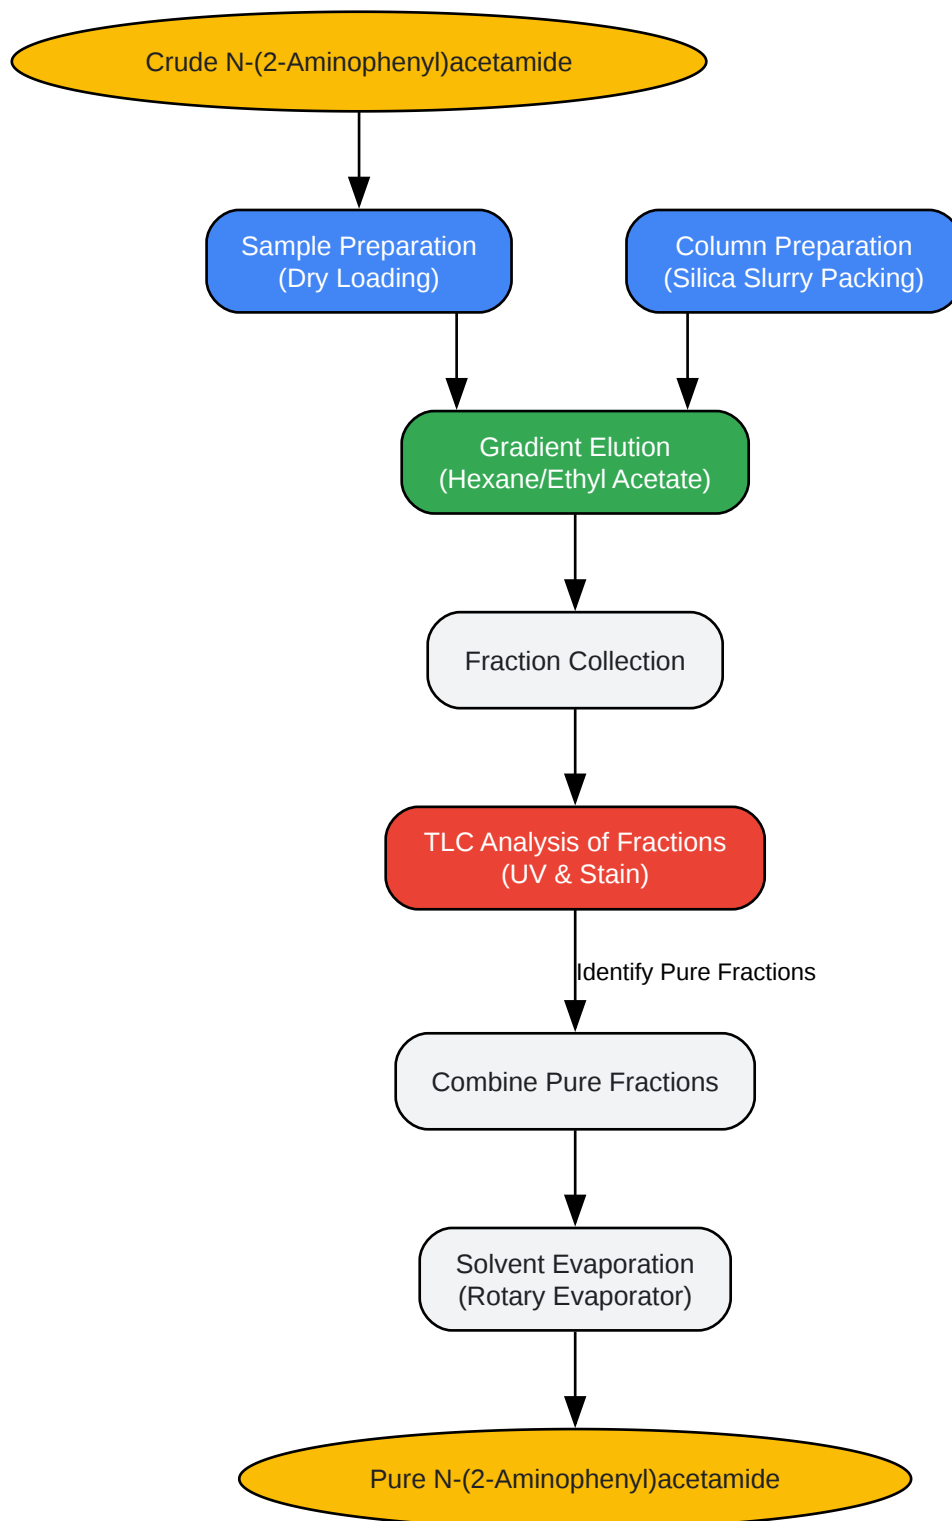 Crude N-(2-Aminophenyl)acetamide
Sample Preparation
(Dry Loading)
Column Preparation
(Silica Slurry Packing)
Gradient Elution
(Hexane/Ethyl Acetate)
Fraction Collection
TLC Analysis of Fractions
(UV & Stain)
Identify Pure Fractions
Combine Pure Fractions
Solvent Evaporation
(Rotary Evaporator)
Pure N-(2-Aminophenyl)acetamide